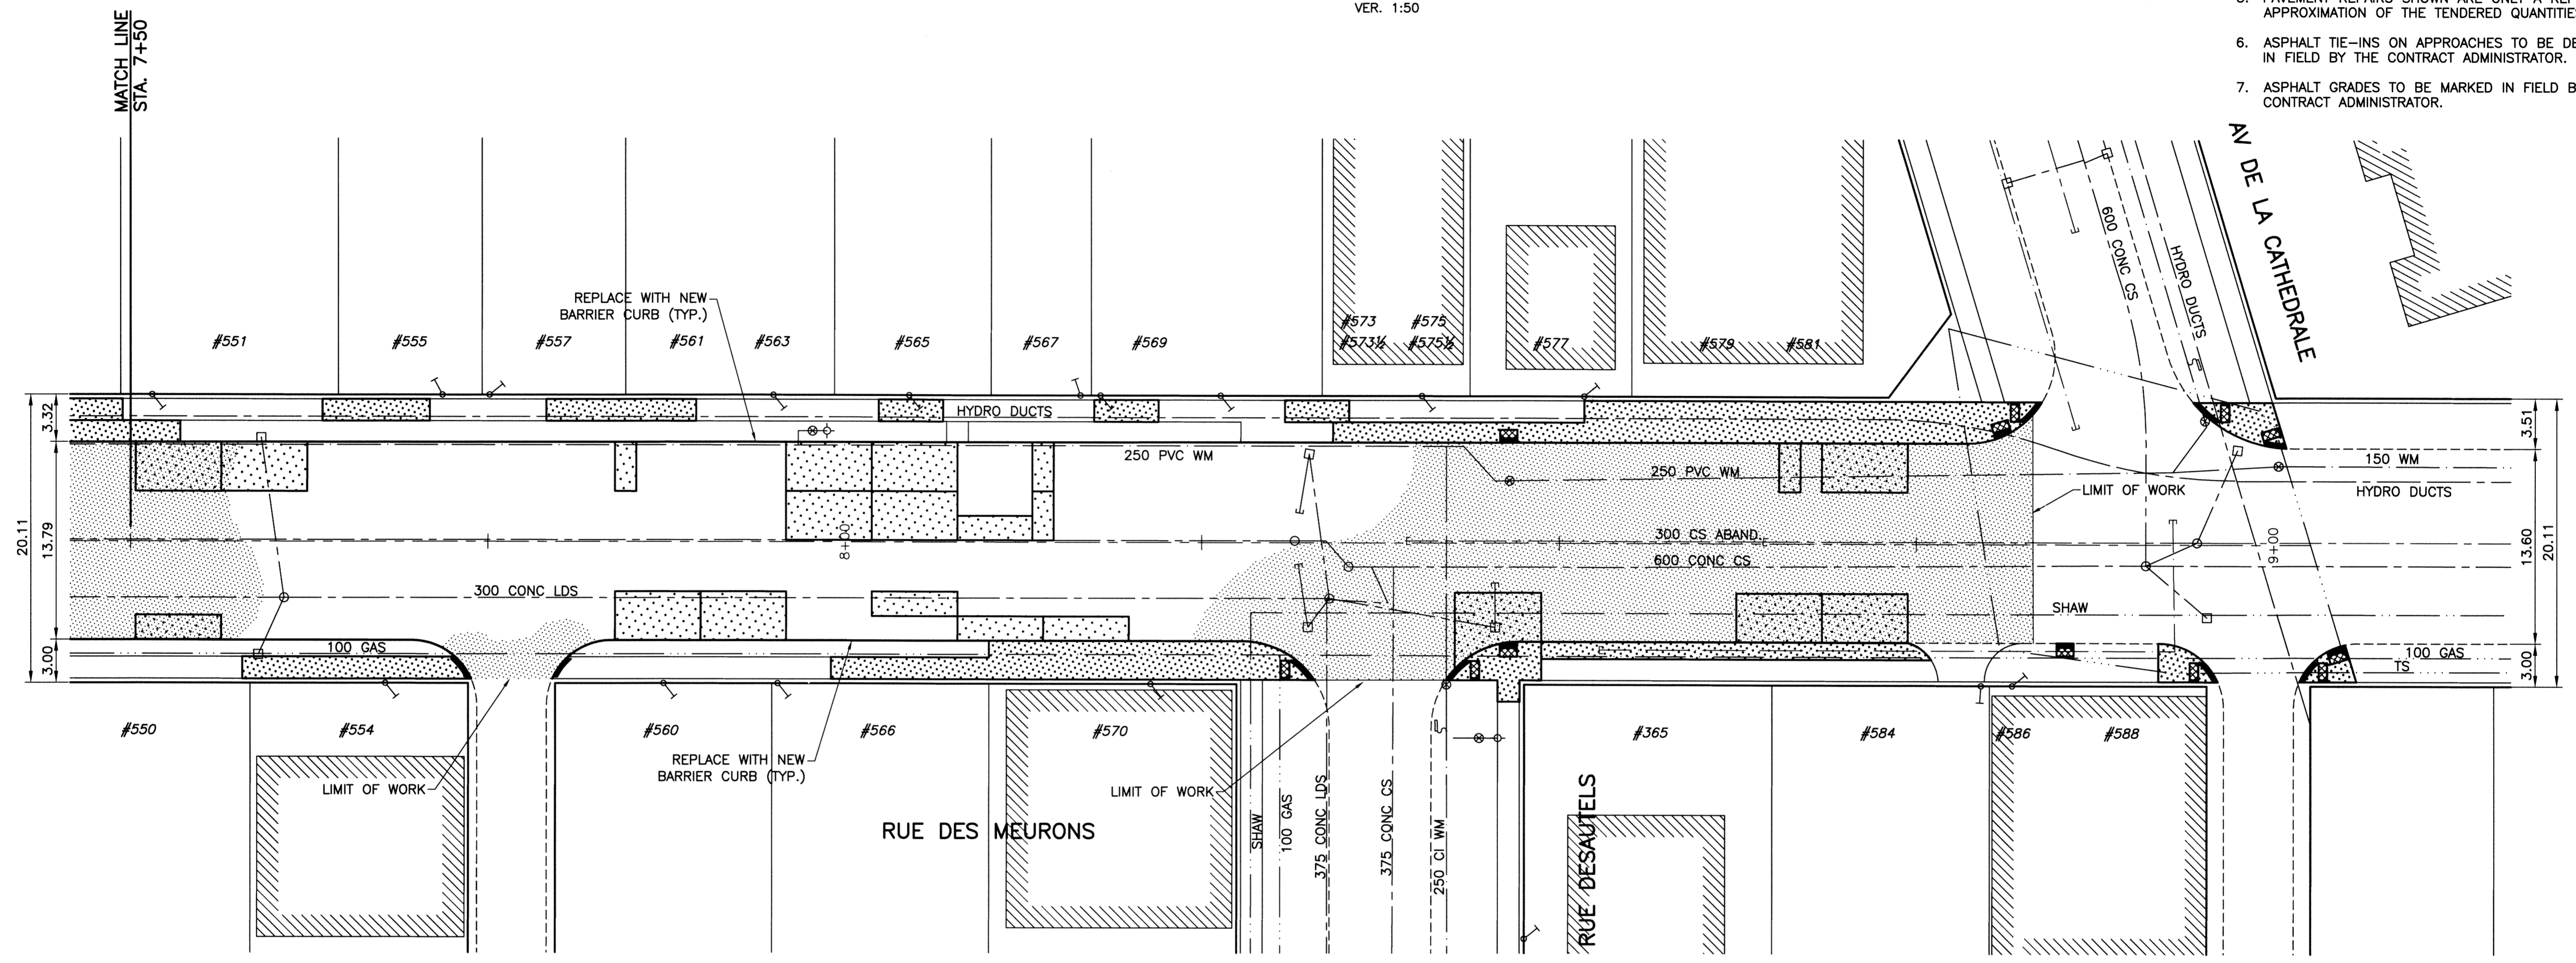 VER. 1:50
APPROXIMATION OF THE TENDERED
6. ASPHALT TIE-INS ON APPROACHES TO BE
IN FIELD BY THE CONTRACT ADMINISTRATOR.
7. ASPHALT GRADES TO BE MARKED IN FIELD
CONTRACT ADMINISTRATOR.
MATCH LINE
STA. 7+50
AV DE LA CATHEDRALE
600 CONC CS
HYDRO DUCTS
REPLACE WITH NEW
BARRIER CURB (TYP.)
#551
#555
#557
#561
#563
#565
#567
#569
#573
#573½
#575
#575½
#577
#579
#581
3.32
HYDRO DUCTS
3.51
250 PVC WM
250 PVC WM
150 WM
HYDRO DUCTS
LIMIT OF WORK
20.11
13.79
8+00
300 CS ABAND.
600 CONC CS
9+00
13.60
20.11
300 CONC LDS
SHAW
100 GAS
3.00
100 GAS
TS
3.00
#550
#554
#560
#566
#570
#365
#584
#586
#588
REPLACE WITH NEW
BARRIER CURB (TYP.)
LIMIT OF WORK
LIMIT OF WORK
RUE DES MEURONS
SHAW
100 GAS
375 CONC LDS
375 CONC CS
250 CI WM
RUE DESAUTELS